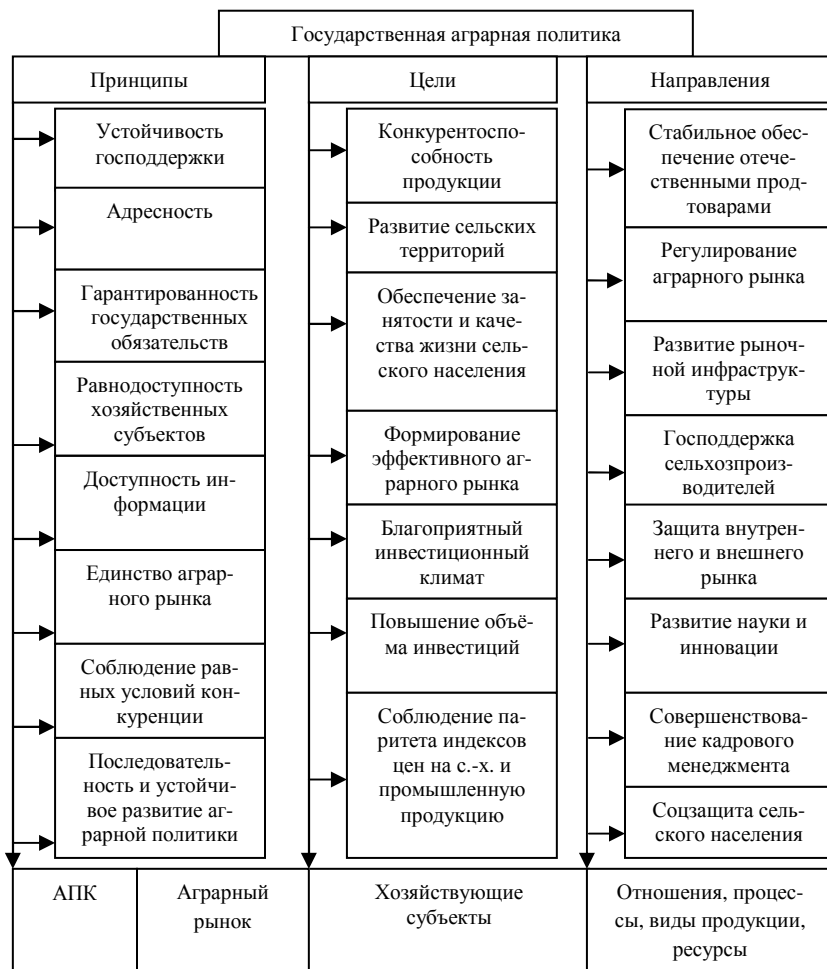 Государственная аграрная политика
Принципы
Устойчивость
господдержки
Адресность
Гарантированность
государственных
обязательств
Равнодоступность
хозяйственных
субъектов
Доступность ин-
формации
Единство аграр-
ного рынка
Соблюдение рав-
ных условий кон-
куренции
Последователь-
ность и устойчи-
вое развитие аг-
рарной политики
Цели
Конкурентоспо-
собность
продукции
Развитие сельских
территорий
Обеспечение за-
нятости и каче-
ства жизни сель-
ского населения
Формирование
эффективного аг-
рарного рынка
Благоприятный
инвестиционный
климат
Повышение объё-
ма инвестиций
Соблюдение па-
ритета индексов
цен на с.-х. и
промышленную
продукцию
Направления
Стабильное обес-
печение отече-
ственными прод-
товарами
Регулирование
аграрного рынка
Развитие рыноч-
ной инфраструк-
туры
Господдержка
сельхозпроиз-
водителей
Защита внутрен-
него и внешнего
рынка
Развитие науки и
инновации
Совершенствова-
ние кадрового
менеджмента
Соцзащита сель-
ского населения
АПК
Аграрный
рынок
Хозяйствующие
субъекты
Отношения, процес-
сы, виды продукции,
ресурсы